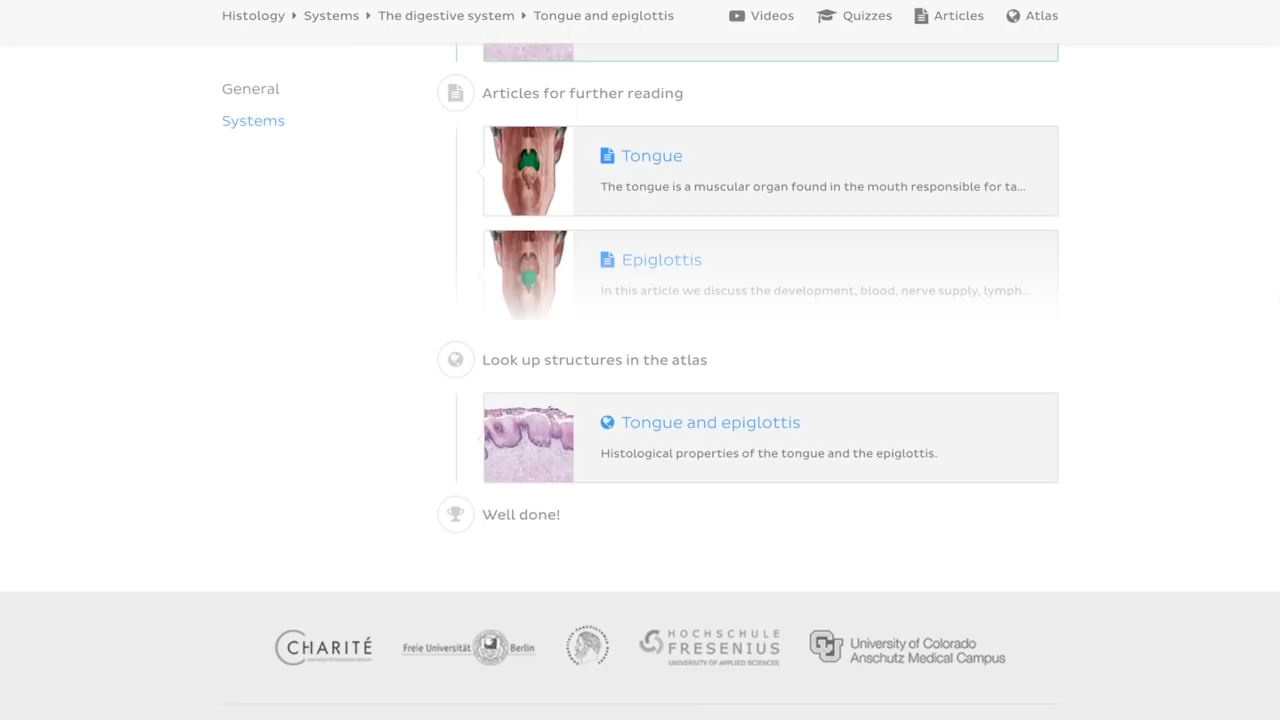 Histology Systems The digestive system Tongue and epiglottis Videos Quizzes Articles Atlas
General
Systems
Articles for further reading
Tongue
The tongue is a muscular organ found in the mouth responsible for ta...
Epiglottis
In this article we discuss the development, blood, nerve supply, lymph...
Look up structures in the atlas
Tongue and epiglottis
Histological properties of the tongue and the epiglottis.
Well done!
CHARITÉ
Freie Universität Berlin
HOCHSCHULE
FRESENIUS
UNIVERSITY OF APPLIED SCIENCES
University of Colorado
Anschutz Medical Campus